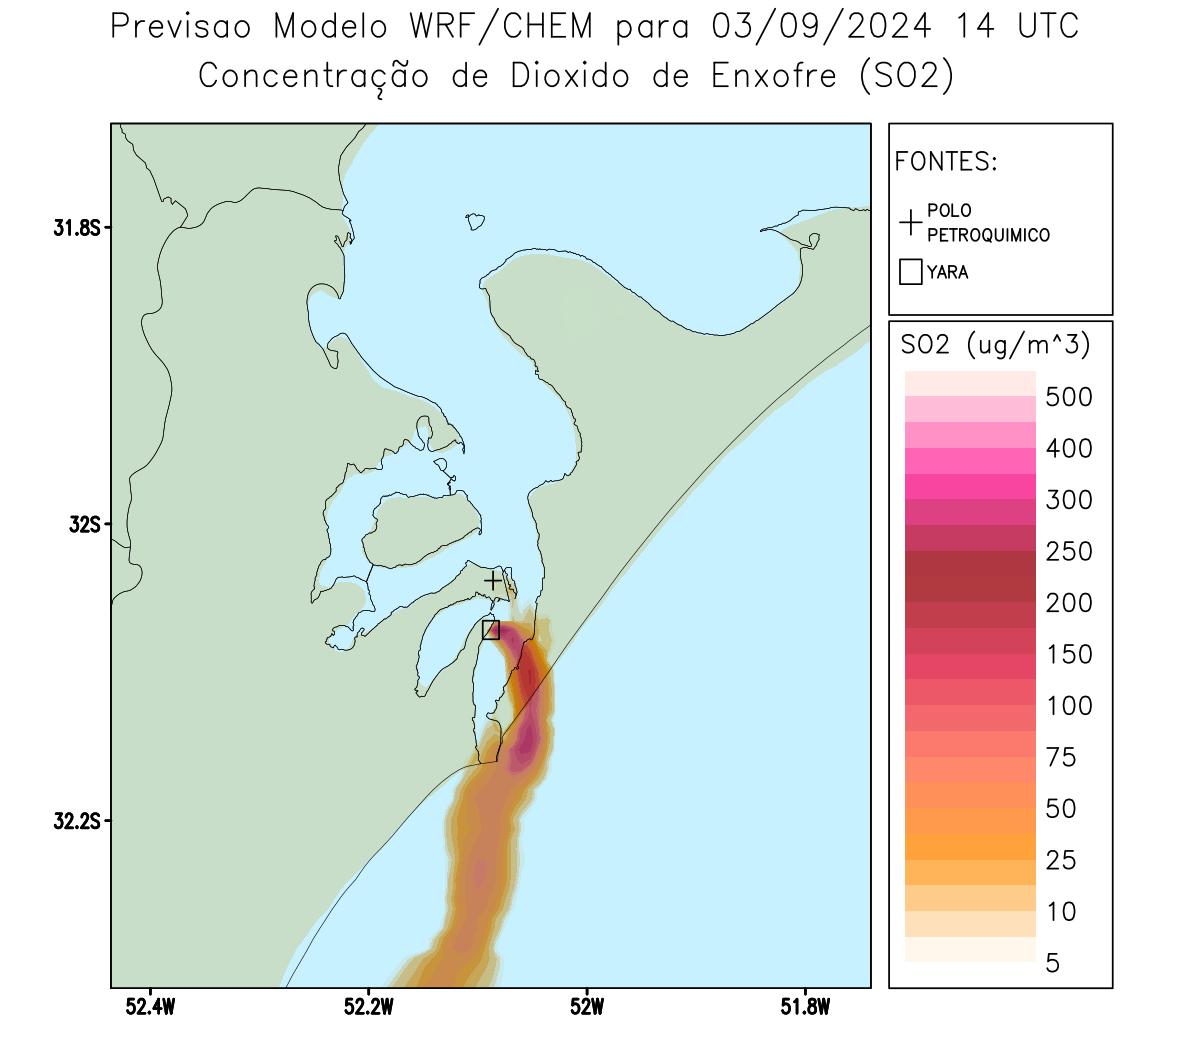 Previsao Modelo WRF/CHEM para 03/09/2024 14 UTC
Concentração de Dioxido de Enxofre (SO2)
FONTES:
POLO
PETROQUIMICO
YARA
SO2 (ug/m^3)
500
400
300
250
200
150
100
75
50
25
10
5
31.8S
32S
32.2S
52.4W
52.2W
52W
51.8W